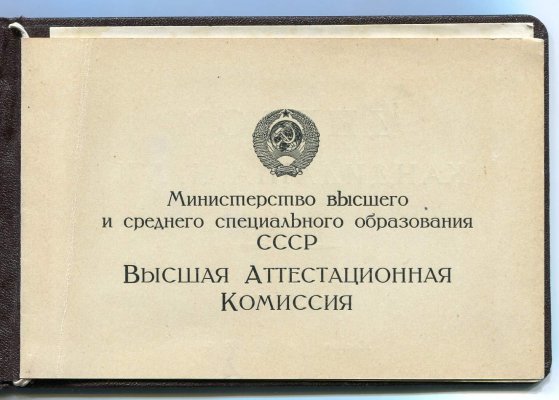 Министерство высшего
и среднего специального образования
СССР
Высшая Аттестационная
Комиссия